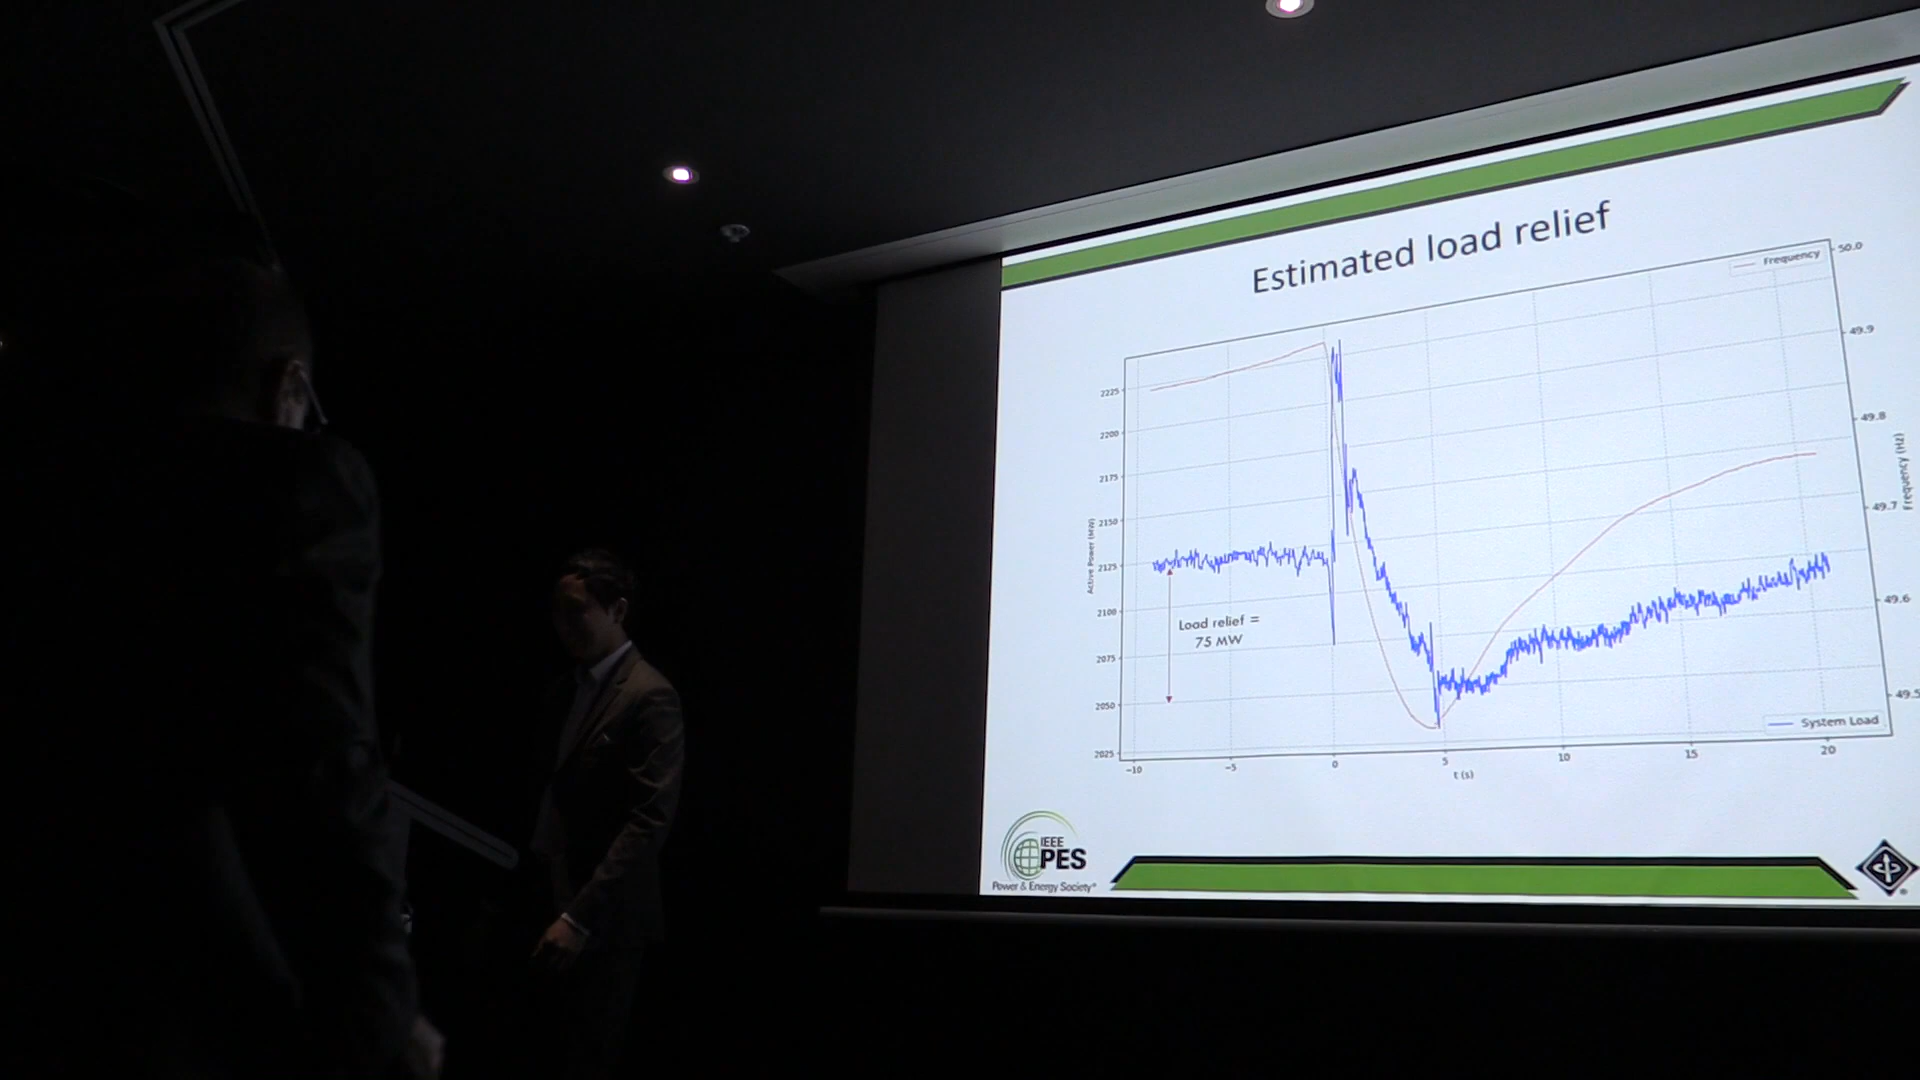 Estimated load relief
Frequency
50.0
49.9
49.8
49.7
49.6
49.5
Frequency (Hz)
2225
2200
2175
2150
2125
2100
2075
2050
2025
Active Power (MW)
Load relief =
75 MW
System Load
-10
-5
0
5
10
15
20
t (s)
IEEE
PES
Power & Energy Society®
®